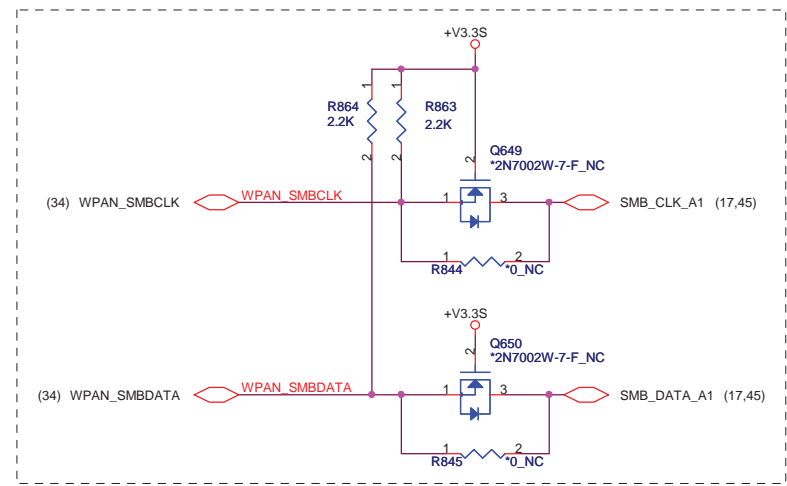 +V3.3S
1
1
R864
2.2K
R863
2.2K
2
2
Q649
*2N7002W-7-F_NC
2
(34) WPAN_SMBCLK
WPAN_SMBCLK
1
3
SMB_CLK_A1 (17,45)
1
2
R844
*0_NC
+V3.3S
Q650
*2N7002W-7-F_NC
2
(34) WPAN_SMBDATA
WPAN_SMBDATA
1
3
SMB_DATA_A1 (17,45)
1
2
R845
*0_NC